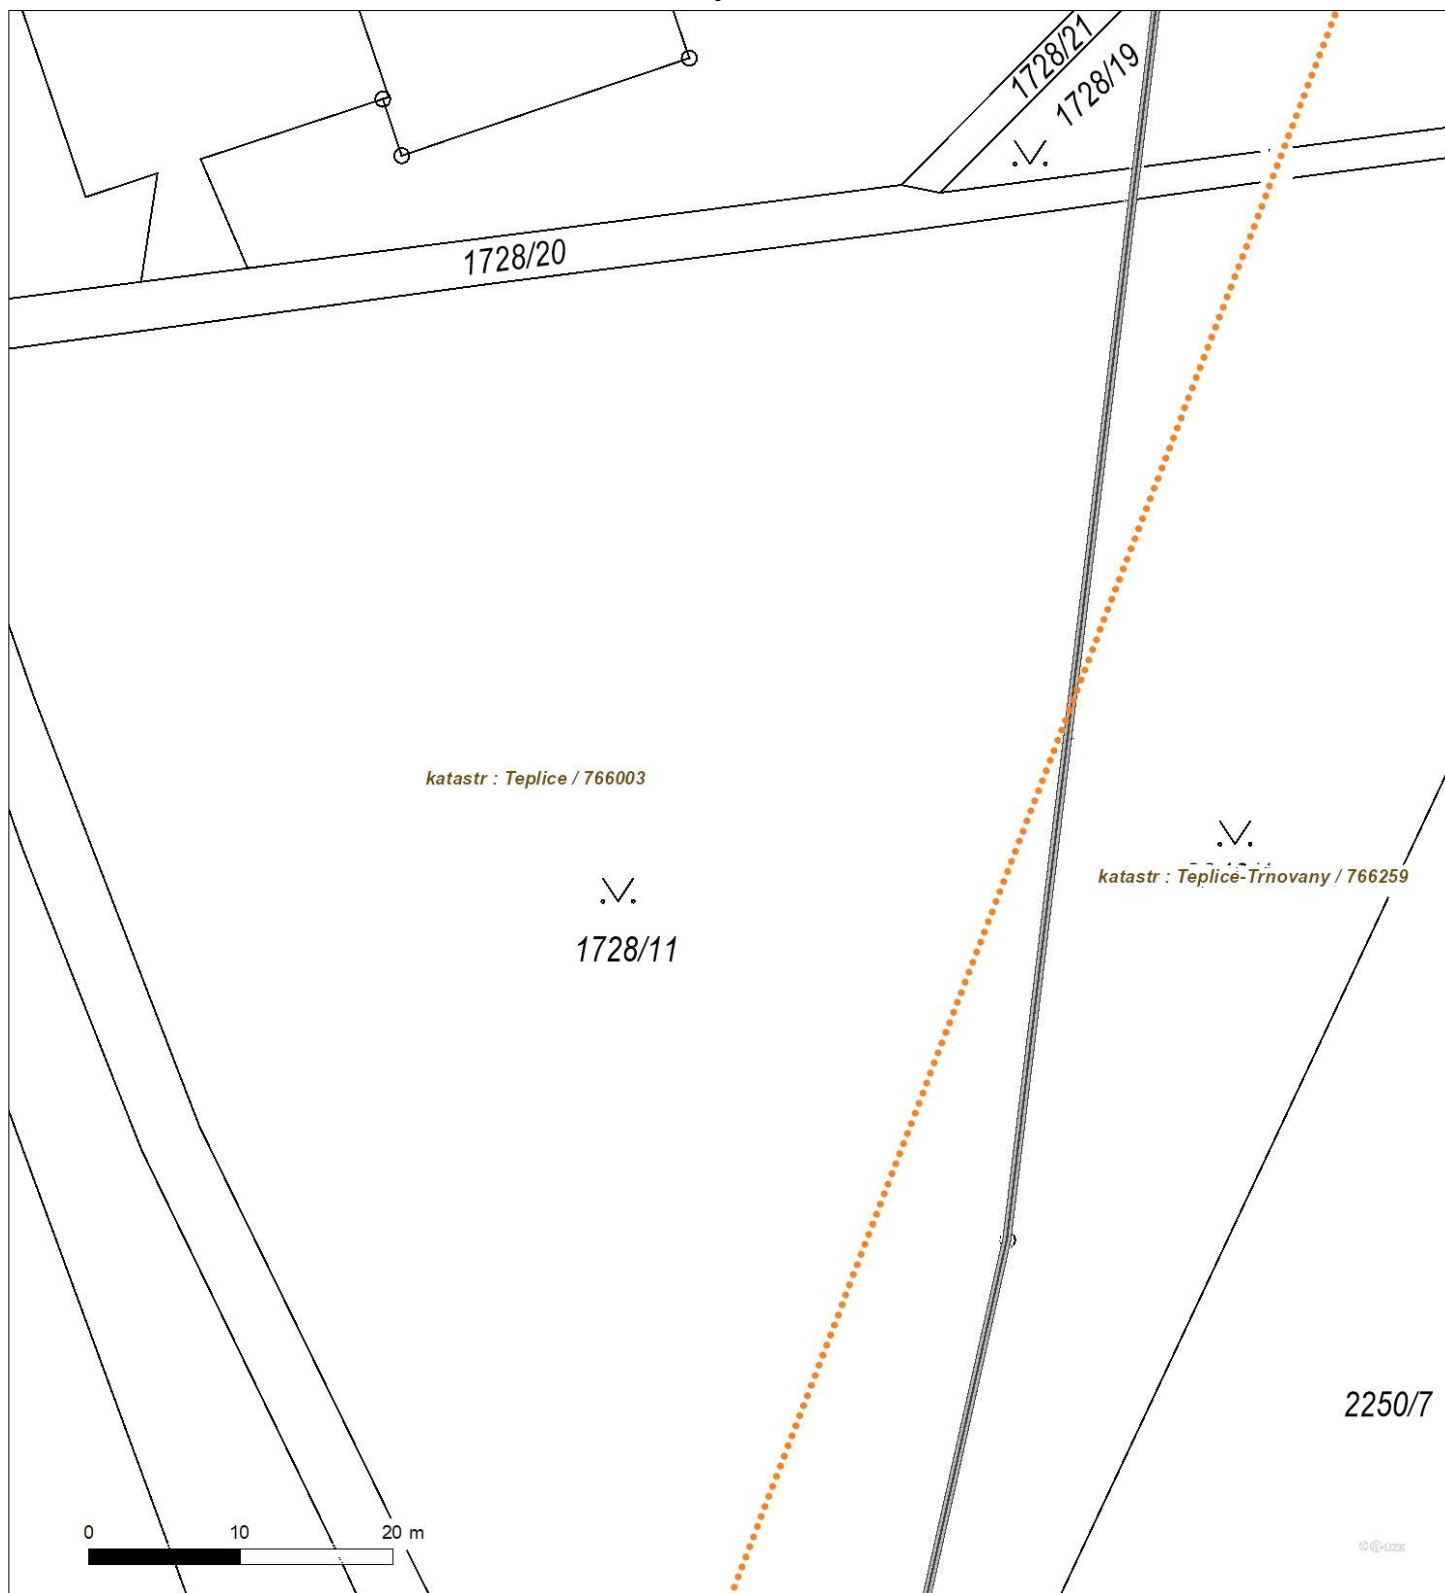 1728/21
1728/19
1728/20
katastr : Teplice / 766003
katastr : Teplice-Trnovany / 766259
1728/11
2250/7
0 10 20 m